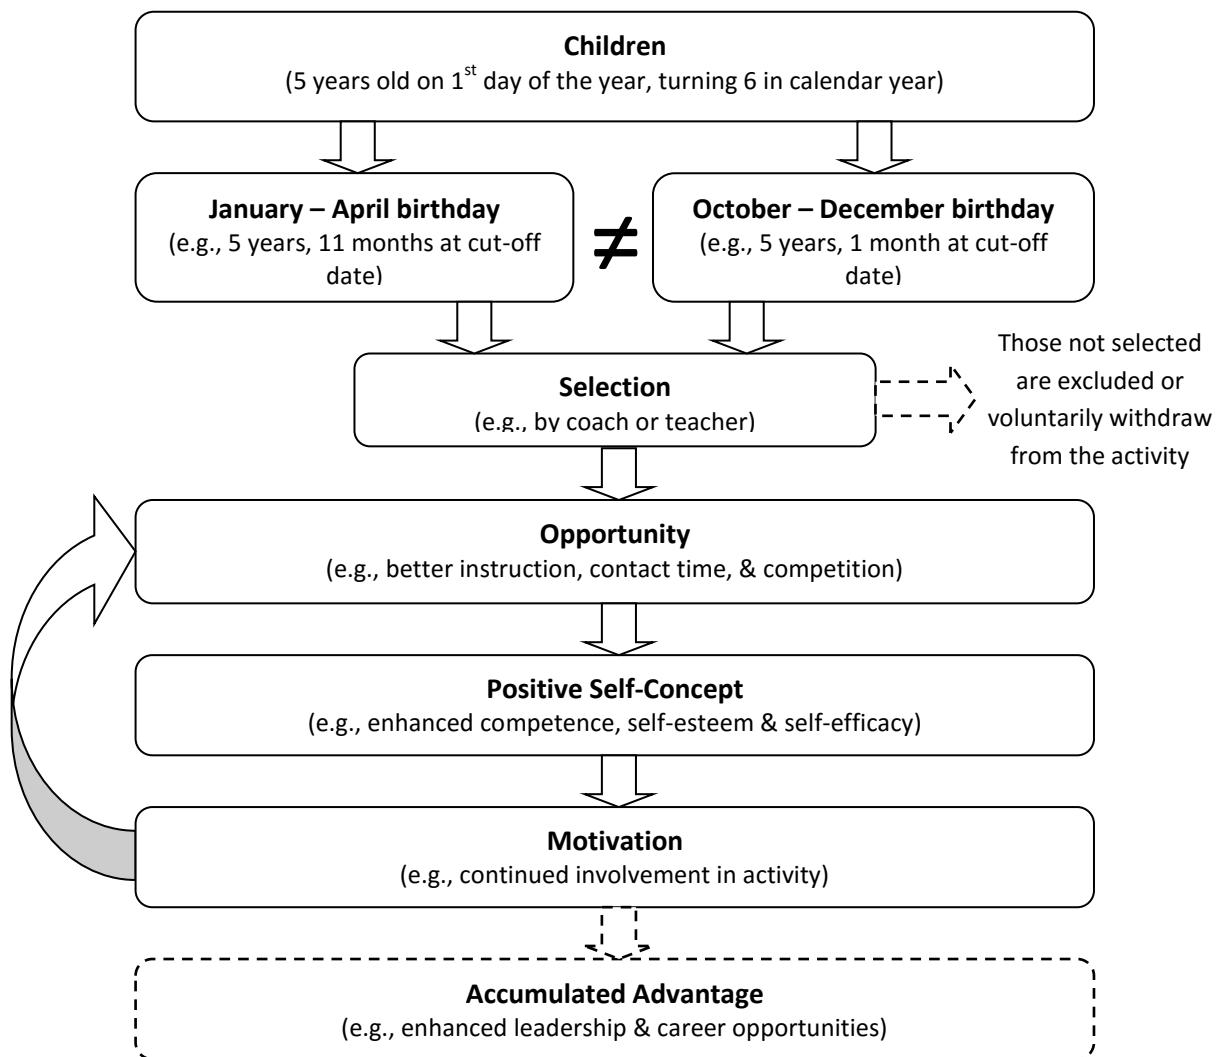 Children
(5 years old on 1st day of the year, turning 6 in calendar year)
January – April birthday
(e.g., 5 years, 11 months at cut-off
date)
≠
October – December birthday
(e.g., 5 years, 1 month at cut-off
date)
Selection
(e.g., by coach or teacher)
Those not selected
are excluded or
voluntarily withdraw
from the activity
Opportunity
(e.g., better instruction, contact time, & competition)
Positive Self-Concept
(e.g., enhanced competence, self-esteem & self-efficacy)
Motivation
(e.g., continued involvement in activity)
Accumulated Advantage
(e.g., enhanced leadership & career opportunities)